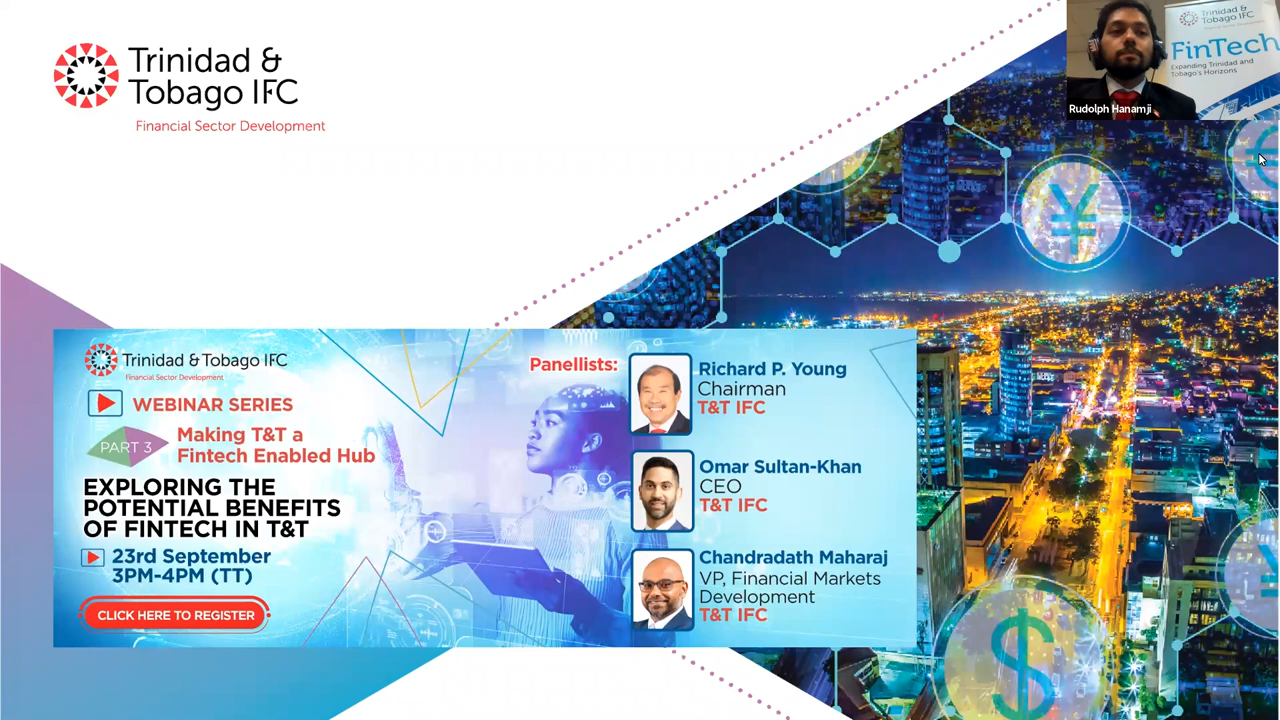 Trinidad &
Tobago IFC
Financial Sector Development
Trinidad &
Tobago IFC
FinTech
Expanding Trinidad and
Tobago's Horizons
Rudolph Hanamji
Trinidad & Tobago IFC
Financial Sector Development
WEBINAR SERIES
PART 3
Making T&T a
Fintech Enabled Hub
EXPLORING THE
POTENTIAL BENEFITS
OF FINTECH IN T&T
23rd September
3PM-4PM (TT)
CLICK HERE TO REGISTER
Panellists:
Richard P. Young
Chairman
T&T IFC
Omar Sultan-Khan
CEO
T&T IFC
Chandradath Maharaj
VP, Financial Markets
Development
T&T IFC